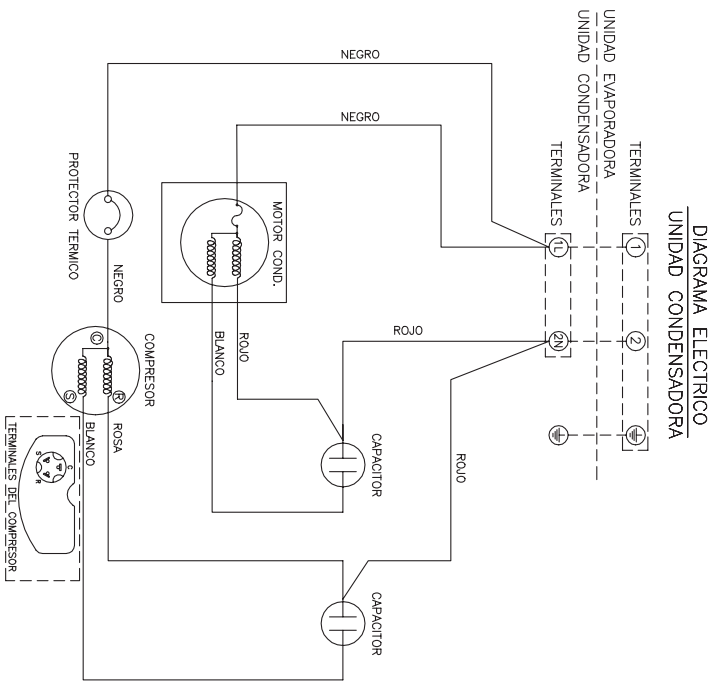 DIAGRAMA ELECTRICO
UNIDAD CONDENSADORA
TERMINALES
1
2
UNIDAD EVAPORADORA
UNIDAD CONDENSADORA
TERMINALES
1L
2N
NEGRO
NEGRO
ROJO
ROJO
MOTOR COND.
ROJO
BLANCO
CAPACITOR
CAPACITOR
PROTECTOR TERMICO
NEGRO
COMPRESOR
C
R
S
ROSA
BLANCO
C
S
R
TERMINALES DEL COMPRESOR